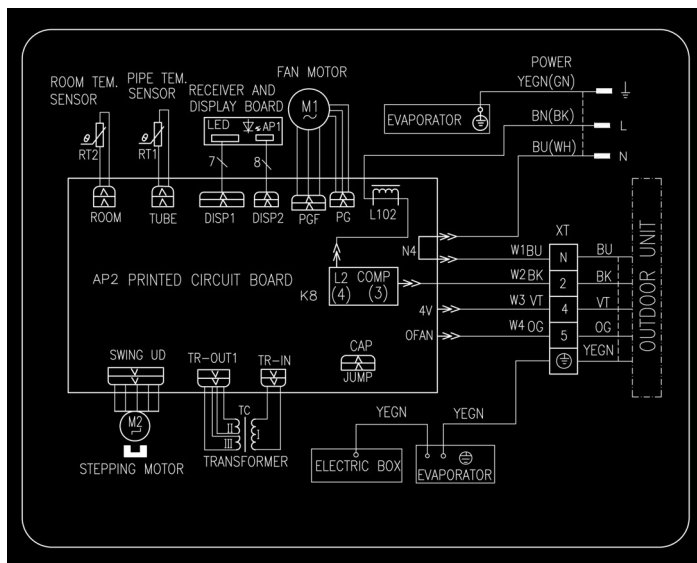 ROOM TEM.
SENSOR
PIPE TEM.
SENSOR
RECEIVER AND
DISPLAY BOARD
FAN MOTOR
POWER
YEGN(GN)
BN(BK)
L
BU(WH)
N
LED
AP1
M1
~
EVAPORATOR
θ
RT2
θ
RT1
7
8
ROOM
TUBE
DISP1
DISP2
PGF
PG
L102
AP2 PRINTED CIRCUIT BOARD
K8
L2 COMP
(4) (3)
N4
4V
OFAN
W1 BU
W2 BK
W3 VT
W4 OG
XT
N
2
4
5
BU
BK
VT
OG
YEGN
OUTDOOR UNIT
SWING UD
TR-OUT1
TR-IN
CAP
JUMP
M2
STEPPING MOTOR
TC
II
III
I
TRANSFORMER
YEGN
YEGN
ELECTRIC BOX
EVAPORATOR